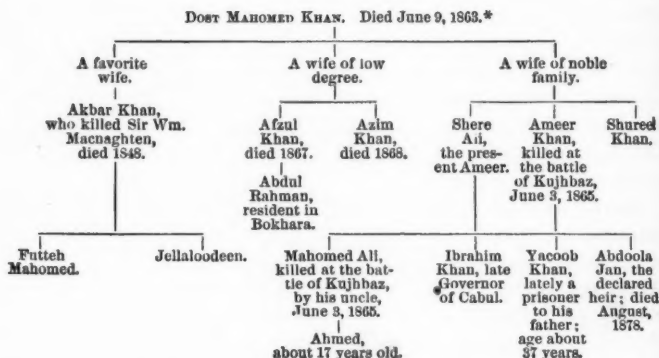 DOST MAHOMED KHAN. Died June 9, 1863.*
A favorite
wife.
A wife of low
degree.
A wife of noble
family.
Akbar Khan,
who killed Sir Wm.
Macnaghten,
died 1848.
Afzul
Khan,
died 1867.
Azim
Khan,
died 1868.
Shere
Ali,
the pres-
ent Ameer.
Ameer
Khan,
killed at
the battle
of Kujhbaz,
June 3, 1865.
Shured
Khan.
Abdul
Rahman,
resident in
Bokhara.
Futteh
Mahomed.
Jellaloodeen.
Mahomed Ali,
killed at the bat-
tle of Kujhbaz,
by his uncle,
June 3, 1865.
Ibrahim
Khan, late
Governor
of Cabul.
Yacoob
Khan,
lately a
prisoner
to his
father;
age about
37 years.
Abdoola
Jan, the
declared
heir; died
August,
1878.
Ahmed,
about 17 years old.